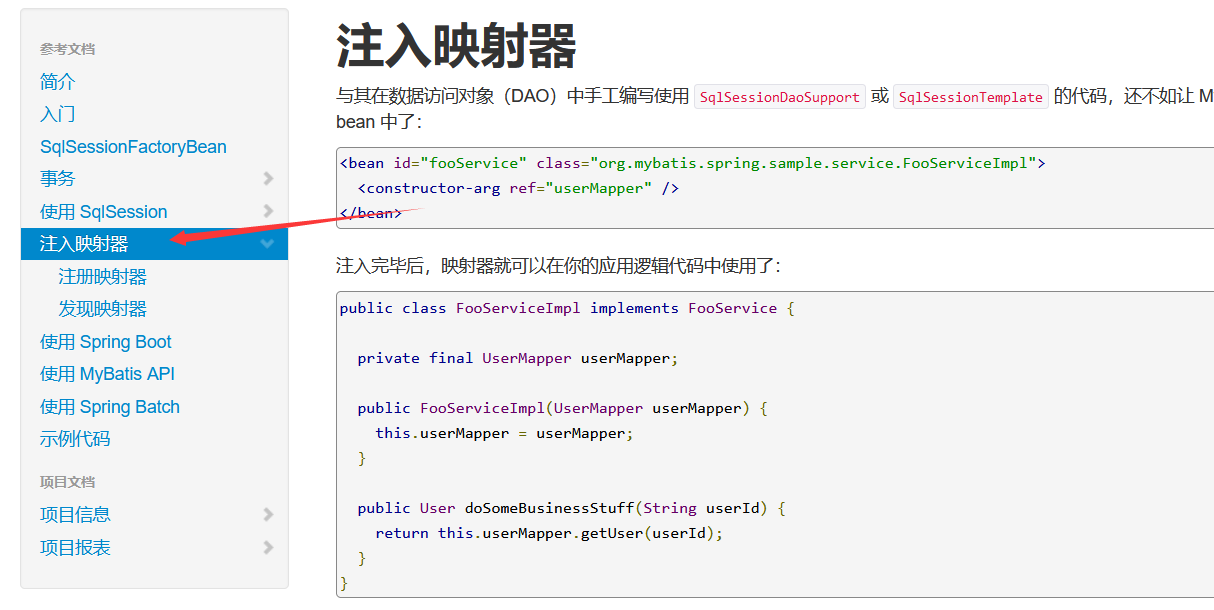 参考文档
简介
入门
SqlSessionFactoryBean
事务
使用 SqlSession
注入映射器
注册映射器
发现映射器
使用 Spring Boot
使用 MyBatis API
使用 Spring Batch
示例代码
项目文档
项目信息
项目报表
注入映射器
与其在数据访问对象（DAO）中手工编写使用 SqlSessionDaoSupport 或 SqlSessionTemplate 的代码，还不如让 M
bean 中了：
<bean id="fooService" class="org.mybatis.spring.sample.service.FooServiceImpl">
  <constructor-arg ref="userMapper" />
</bean>
注入完毕后，映射器就可以在你的应用逻辑代码中使用了：
public class FooServiceImpl implements FooService {
  private final UserMapper userMapper;
  public FooServiceImpl(UserMapper userMapper) {
    this.userMapper = userMapper;
  }
  public User doSomeBusinessStuff(String userId) {
    return this.userMapper.getUser(userId);
  }
}